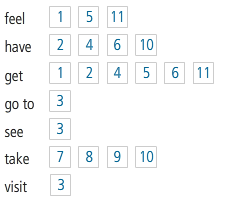 feel 1 5 11
have 2 4 6 10
get 1 2 4 5 6 11
go to 3
see 3
take 7 8 9 10
visit 3